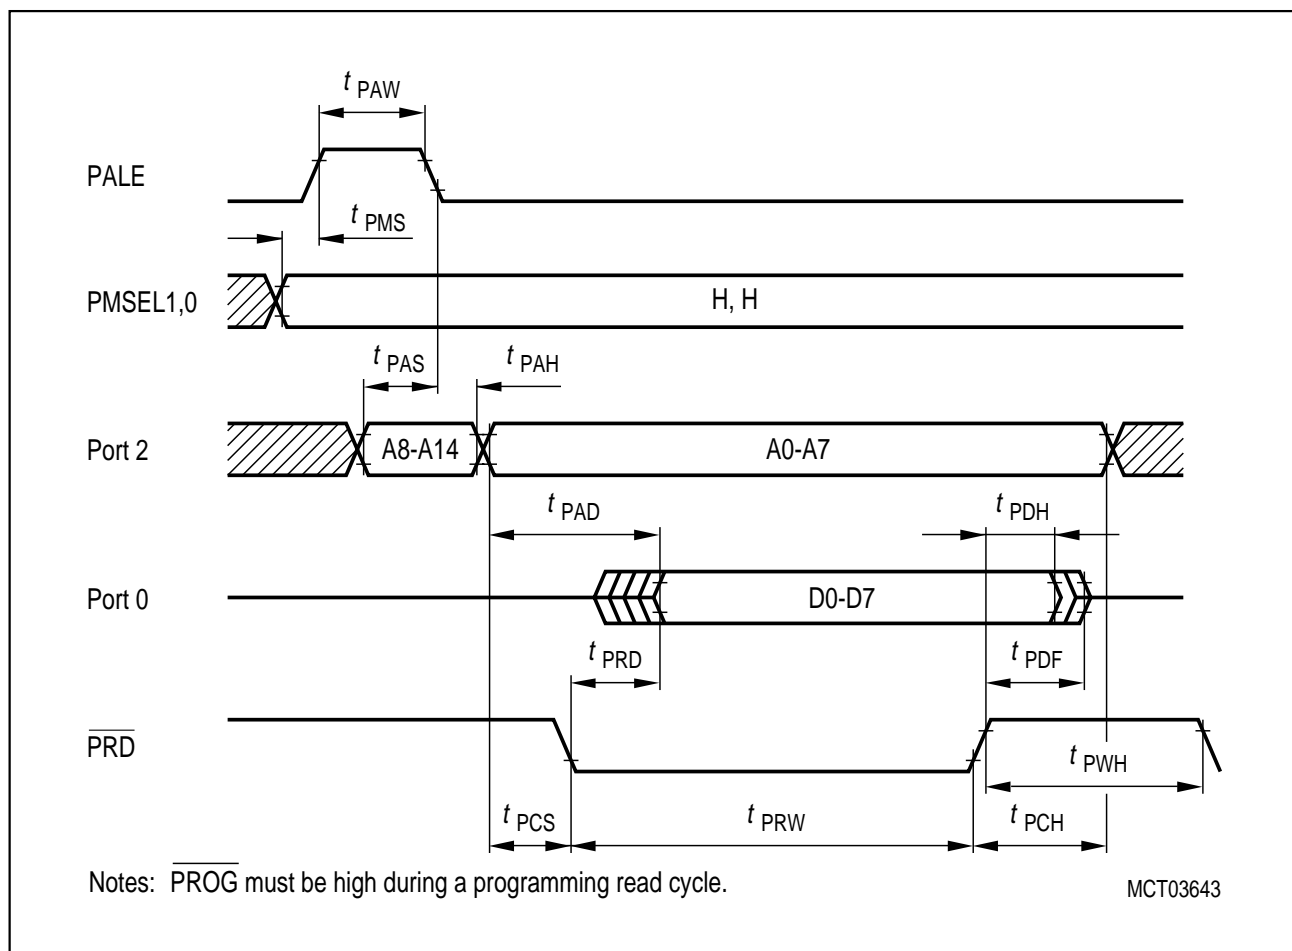 t PAW
PALE
t PMS
PMSEL1,0
H, H
t PAS
t PAH
Port 2
A8-A14
A0-A7
t PAD
t PDH
Port 0
D0-D7
t PRD
t PDF
PRD
t PWH
t PCS
t PRW
t PCH
Notes: PROG must be high during a programming read cycle.
MCT03643